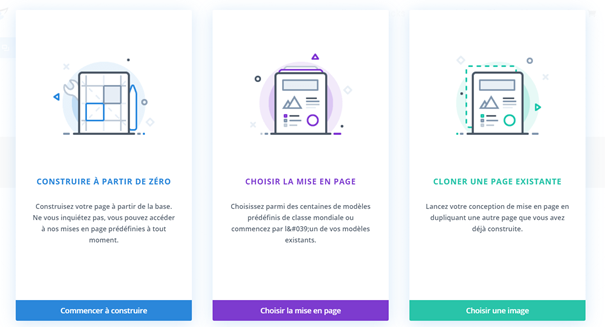 CONSTRUIRE À PARTIR DE ZÉRO
Construisez votre page à partir de la base.
Ne vous inquiétez pas, vous pouvez accéder
à nos mises en page prédéfinies à tout
moment.
Commencer à construire
CHOISIR LA MISE EN PAGE
Choisissez parmi des centaines de modèles
prédéfinis de classe mondiale ou
commencez par l&#039;un de vos modèles
existants.
Choisir la mise en page
CLONER UNE PAGE EXISTANTE
Lancez votre conception de mise en page en
dupliquant une autre page que vous avez
déjà construite.
Choisir une image